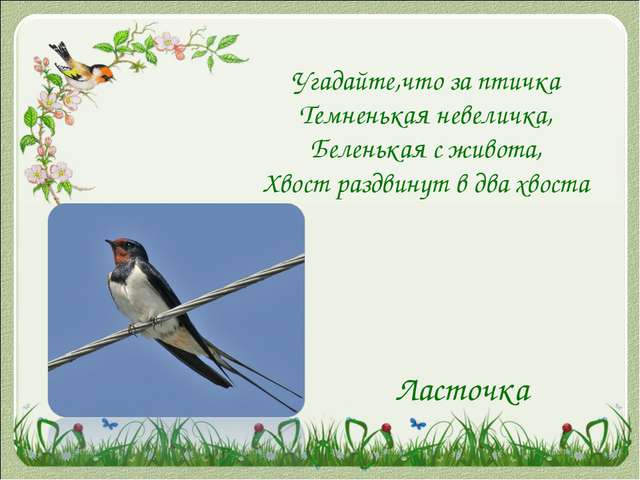 Угадайте,что за птичка
Темненькая невеличка,
Беленькая с живота,
Хвост раздвинут в два хвоста
Ласточка